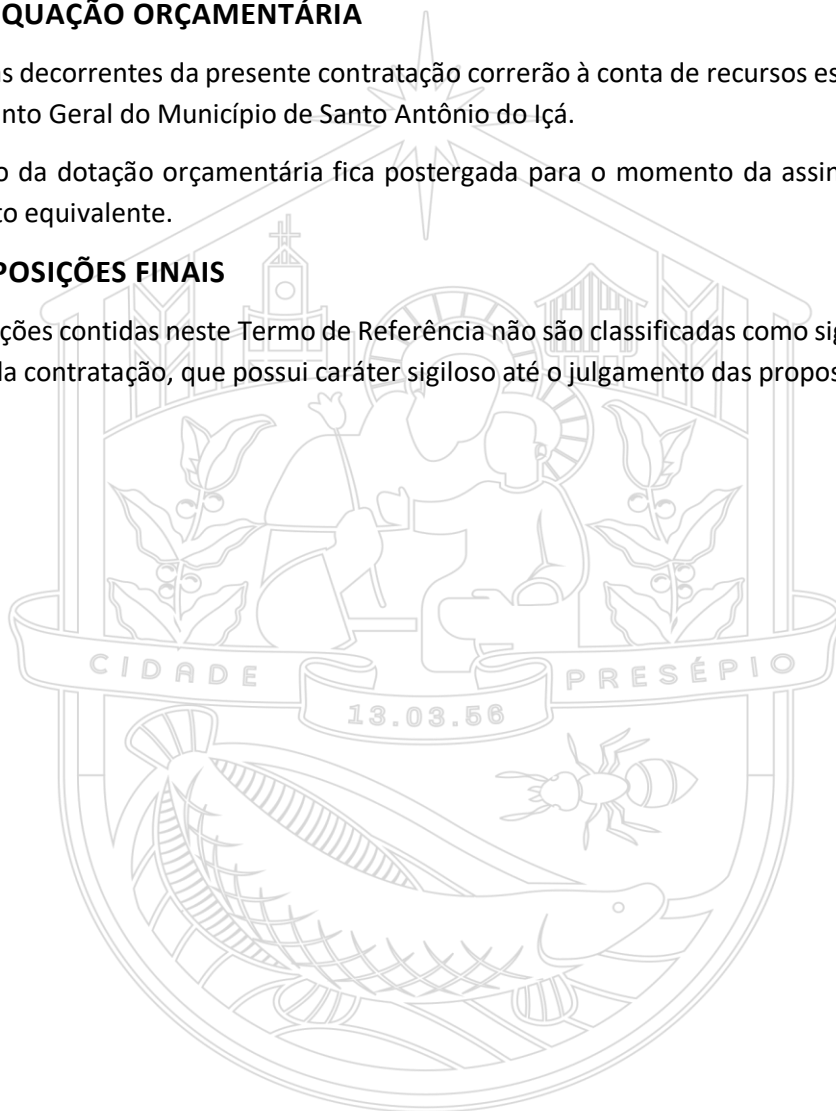 QUAÇÃO ORÇAMENTÁRIA
as decorrentes da presente contratação correrão à conta de recursos es
nto Geral do Município de Santo Antônio do Içá.
o da dotação orçamentária fica postergada para o momento da assin
to equivalente.
POSIÇÕES FINAIS
ções contidas neste Termo de Referência não são classificadas como sig
da contratação, que possui caráter sigiloso até o julgamento das propos
CIDADE PRESÉPIO
13.03.56